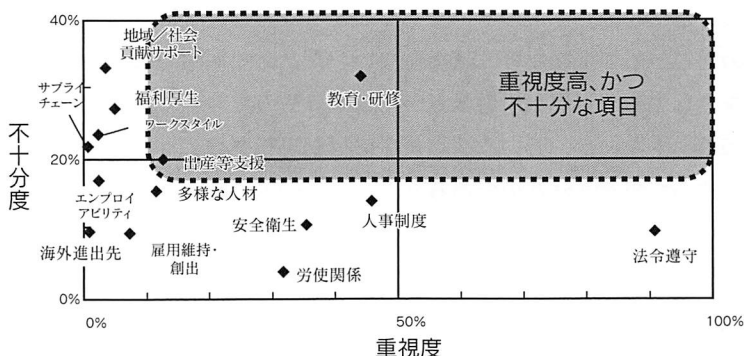 40%
地域／社会
貢献サポート
サプライ
チェーン
福利厚生
ワークスタイル
教育・研修
重視度高、かつ
不十分な項目
不十分度
20%
出産等支援
多様な人材
エンプロイ
アビリティ
安全衛生
人事制度
海外進出先
雇用維持・
創出
労使関係
法令遵守
0%
0%
50%
100%
重視度